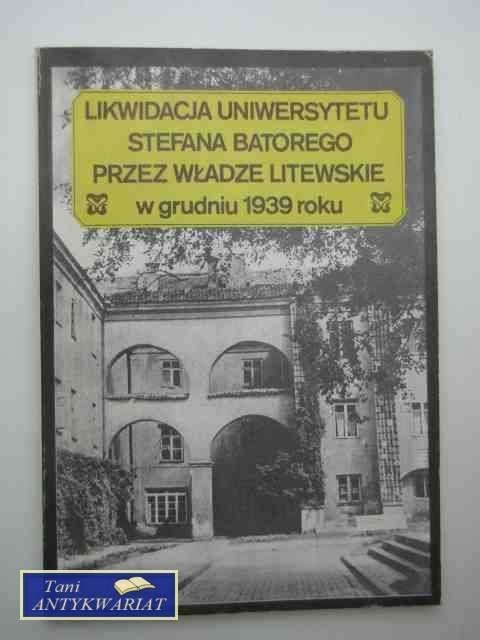 LIKWIDACJA UNIWERSYTETU
STEFANA BATOREGO
PRZEZ WŁADZE LITEWSKIE
w grudniu 1939 roku
Tani
ANTYKWARIAT